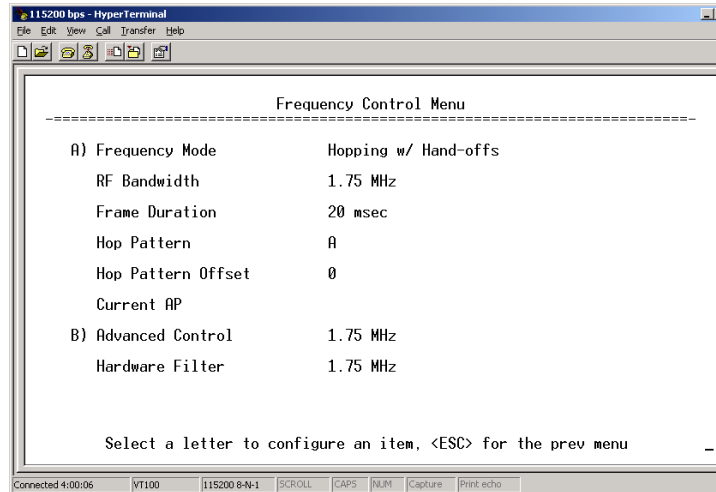 115200 bps - HyperTerminal
File Edit View Call Transfer Help
Frequency Control Menu
-==============================================================================-
A) Frequency Mode Hopping w/ Hand-offs
RF Bandwidth 1.75 MHz
Frame Duration 20 msec
Hop Pattern A
Hop Pattern Offset 0
Current AP
B) Advanced Control 1.75 MHz
Hardware Filter 1.75 MHz
Select a letter to configure an item, <ESC> for the prev menu
Connected 4:00:06 VT100 115200 8-N-1 SCROLL CAPS NUM Capture Print echo